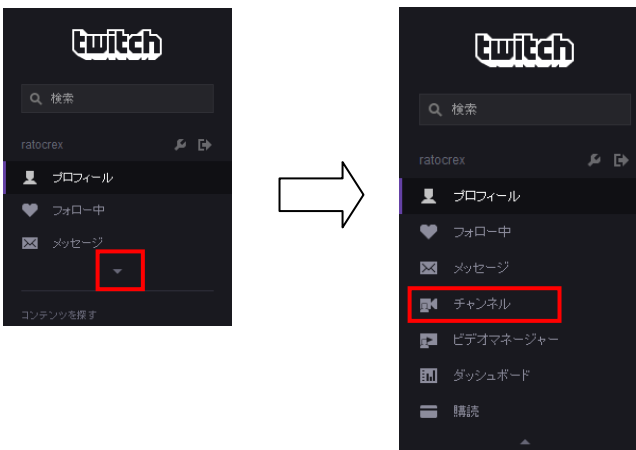 twitch
検索
ratocrex
プロフィール
フォロー中
メッセージ
コンテンツを探す
twitch
検索
ratocrex
プロフィール
フォロー中
メッセージ
チャンネル
ビデオマネージャー
ダッシュボード
購読